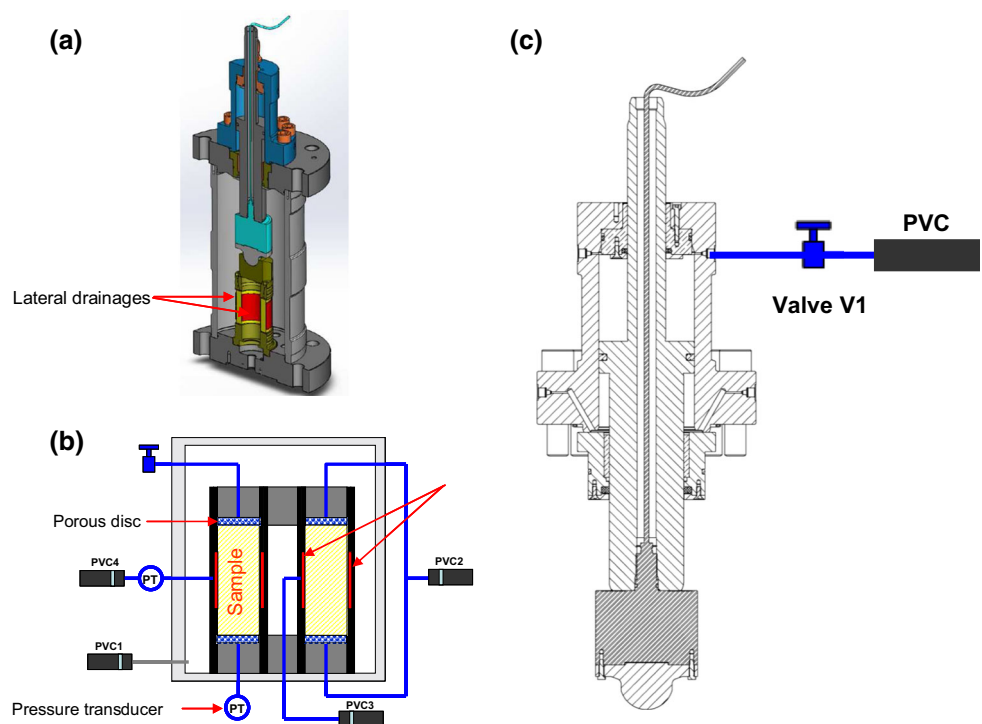 (a)
Lateral drainages
(b)
Porous disc
Sample
PVC4
PT
PVC1
Pressure transducer
PT
PVC2
PVC3
(c)
PVC
Valve V1